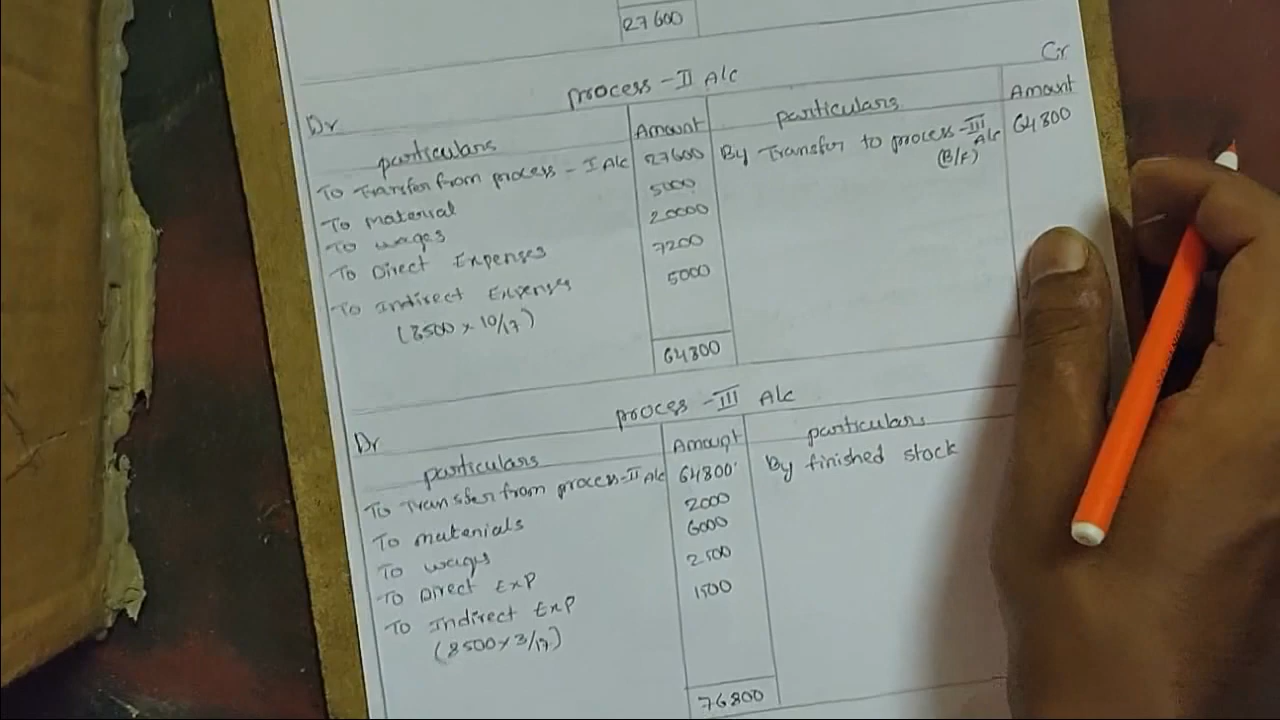 27600
process - II A/c
Dr
Cr.
particulars Amount particulars Amount
To Transfer from process - I A/c 27600 By Transfer to process - III A/c 64800
(B/F)
To material 5000
To wages 20000
To Direct Expenses 7200
To Indirect Expenses 5000
(8500 x 10/17)
64800
proces - III A/c
Dr
particulars Amount particulars
To Transfer from process - II A/c 64800 By finished stock
To materials 2000
To wages 6000
To Direct Exp 2500
To Indirect Exp 1500
(8500 x 3/17)
76800